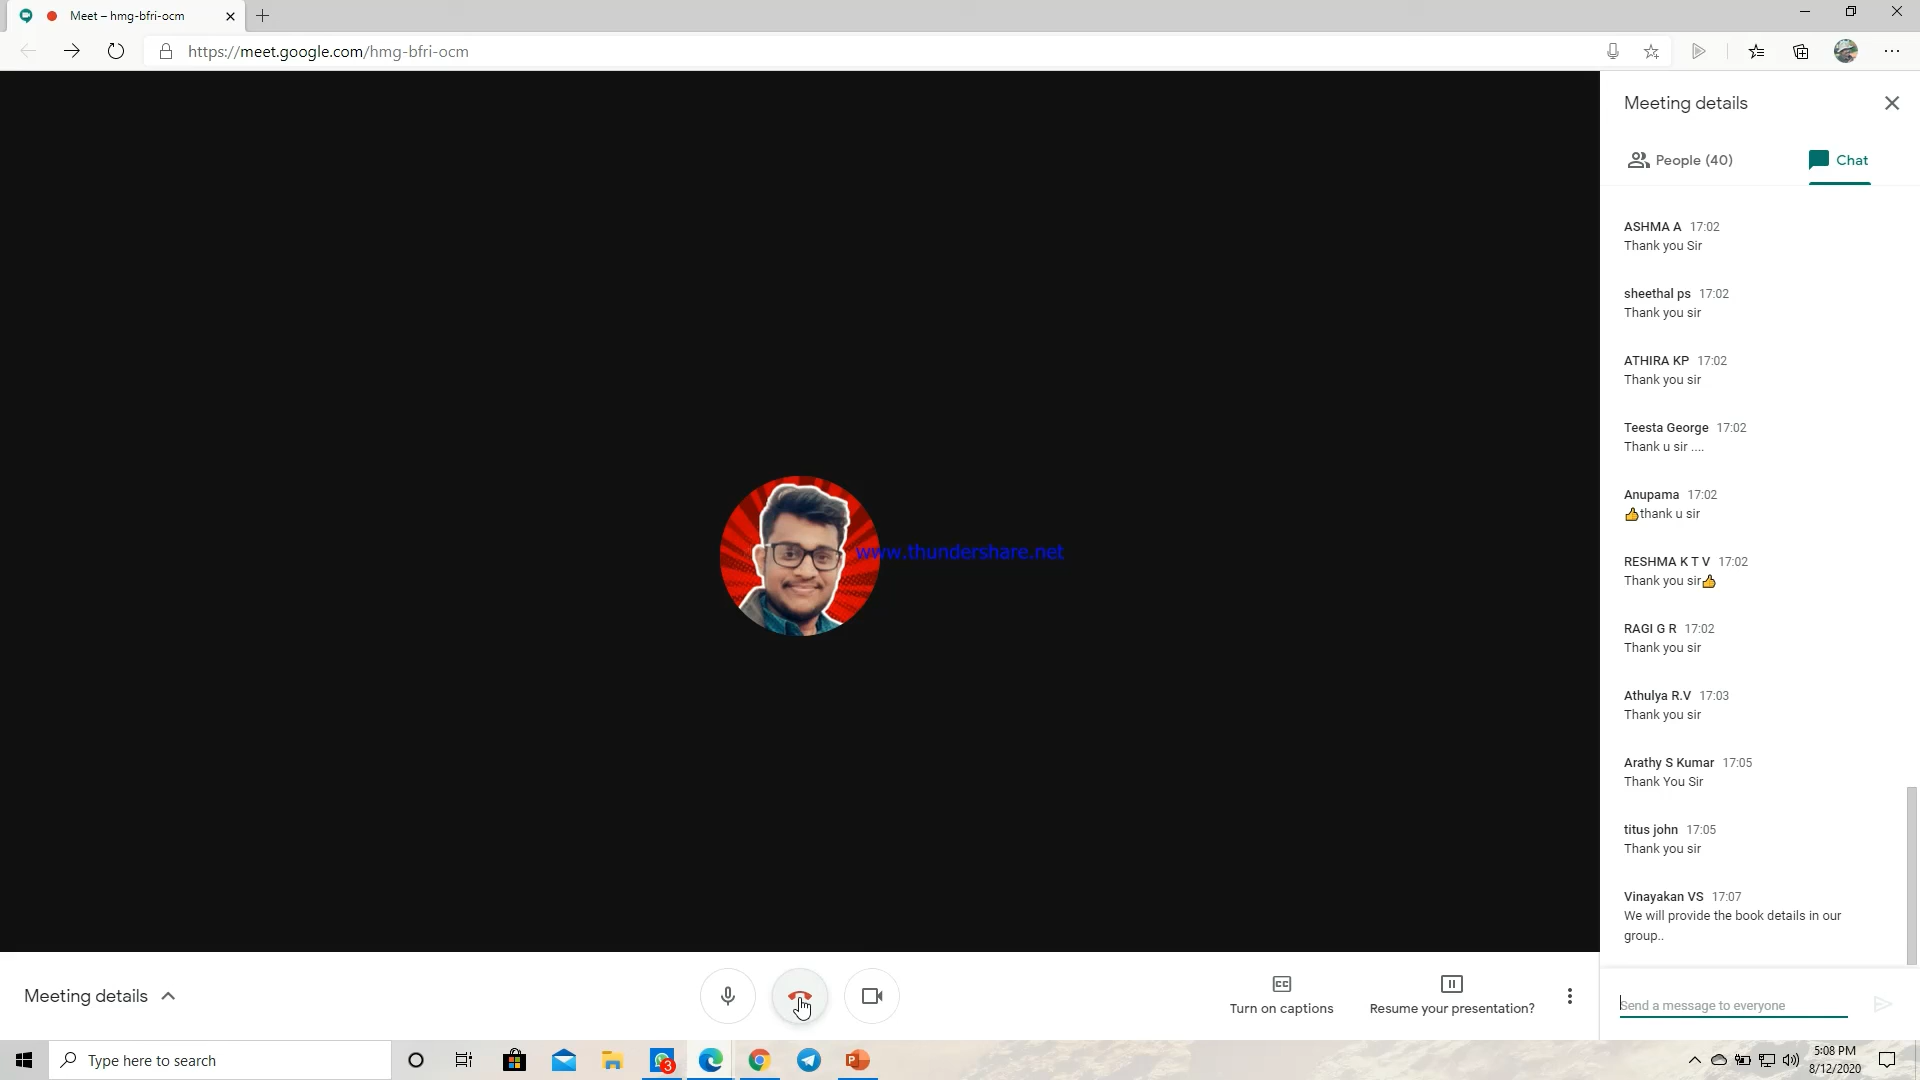 Meet – hmg-bfri-ocm
https://meet.google.com/hmg-bfri-ocm
Meeting details
People (40)
Chat
ASHMA A 17:02
Thank you Sir
sheethal ps 17:02
Thank you sir
ATHIRA KP 17:02
Thank you sir
Teesta George 17:02
Thank u sir ....
Anupama 17:02
👍thank u sir
RESHMA K T V 17:02
Thank you sir👍
RAGI G R 17:02
Thank you sir
Athulya R.V 17:03
Thank you sir
Arathy S Kumar 17:05
Thank You Sir
titus john 17:05
Thank you sir
Vinayakan VS 17:07
We will provide the book details in our
group..
Send a message to everyone
www.thundershare.net
Meeting details
Turn on captions
Resume your presentation?
Type here to search
3
5:08 PM
8/12/2020